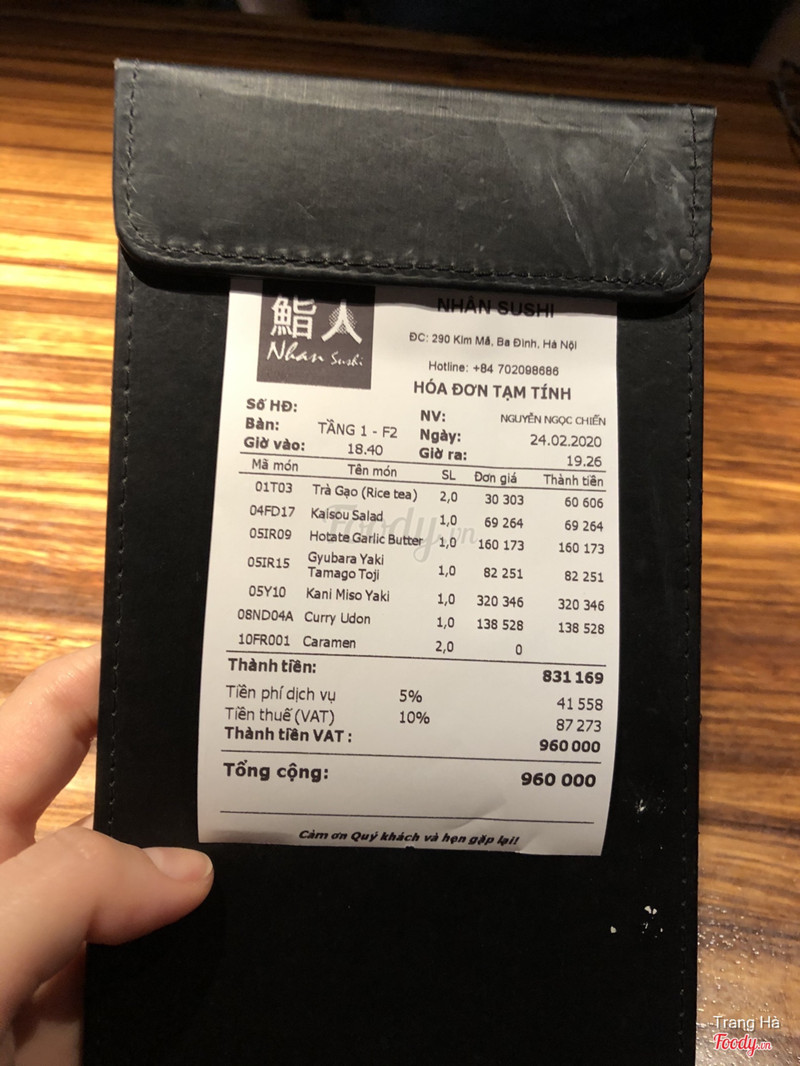 鮨人
Nhan Sushi
NHÂN SUSHI
ĐC: 290 Kim Mã, Ba Đình, Hà Nội
Hotline: +84 702098686
HÓA ĐƠN TẠM TÍNH
Số HĐ:
NV: NGUYỄN NGỌC CHIẾN
Bàn: TẦNG 1 - F2 Ngày: 24.02.2020
Giờ vào: 18.40 Giờ ra: 19.26
Mã món Tên món SL Đơn giá Thành tiền
01T03 Trà Gạo (Rice tea) 2,0 30 303 60 606
04FD17 Kaisou Salad 1,0 69 264 69 264
05IR09 Hotate Garlic Butter 1,0 160 173 160 173
05IR15 Gyubara Yaki
Tamago Toji 1,0 82 251 82 251
05Y10 Kani Miso Yaki 1,0 320 346 320 346
08ND04A Curry Udon 1,0 138 528 138 528
10FR001 Caramen 2,0 0
Thành tiền: 831 169
Tiền phí dịch vụ 5% 41 558
Tiền thuế (VAT) 10% 87 273
Thành tiền VAT : 960 000
Tổng cộng: 960 000
Cảm ơn Quý khách và hẹn gặp lại!
Foody.vn
Trang Hà
Foody.vn